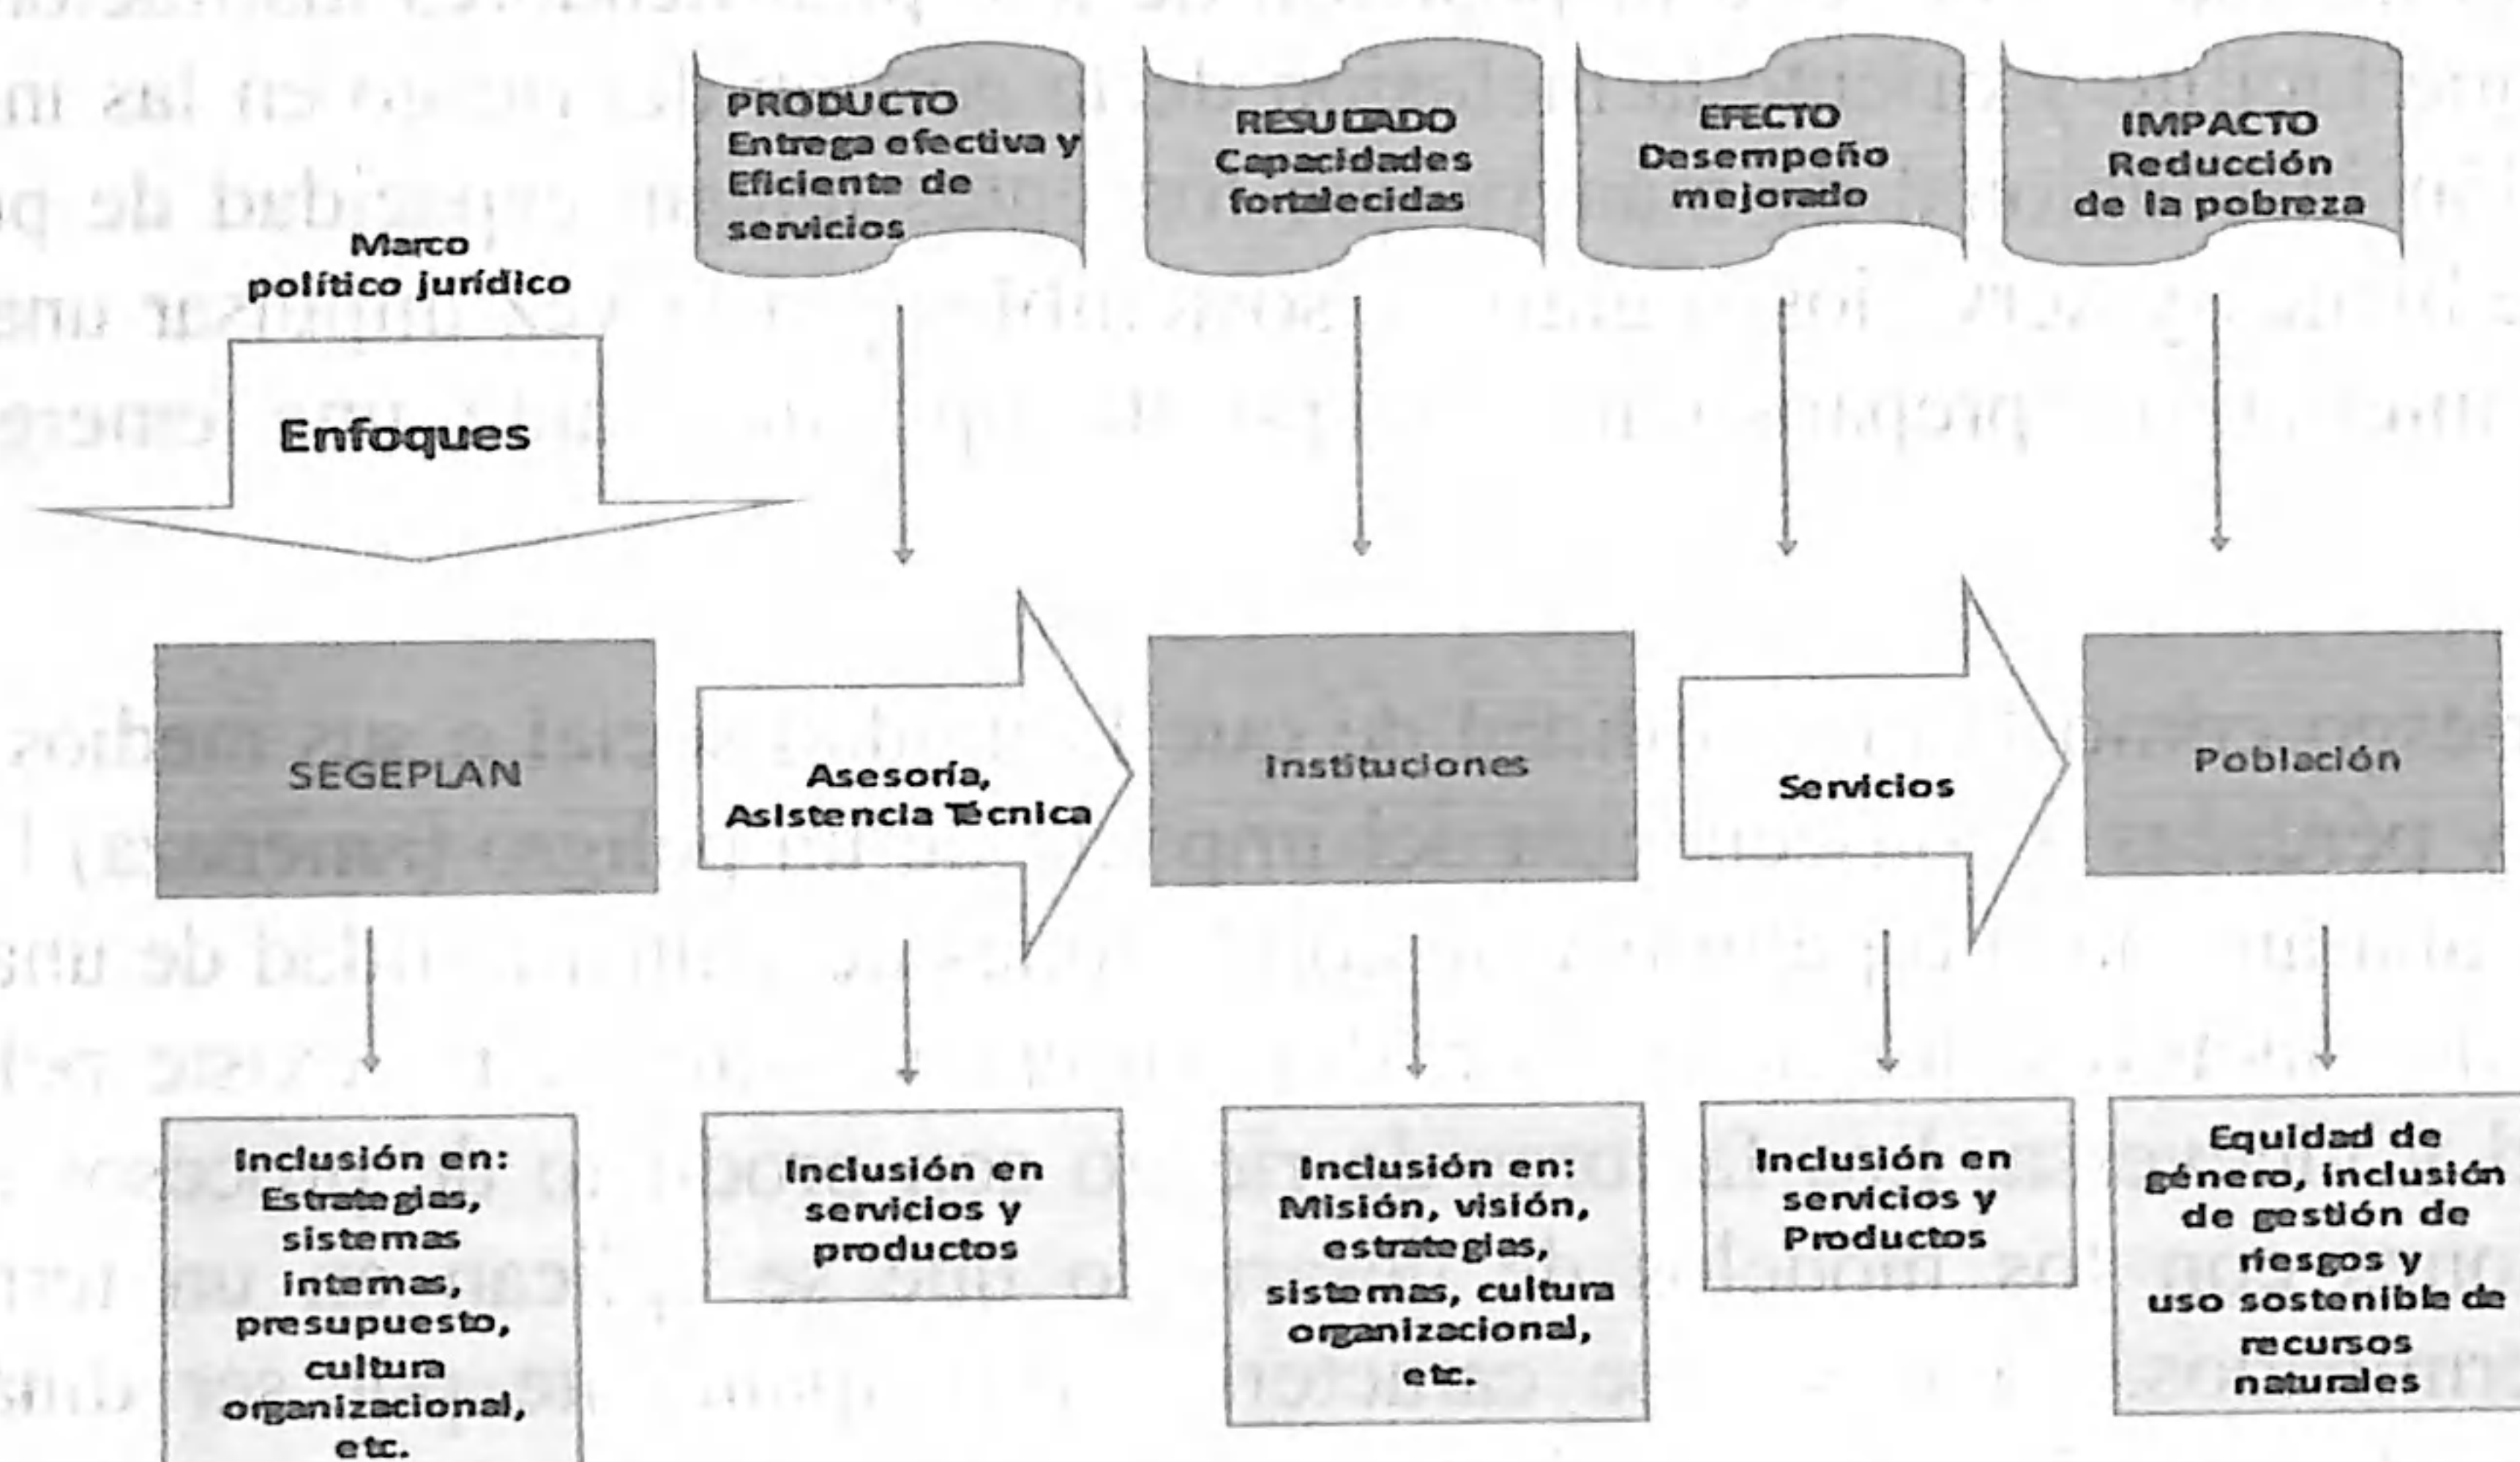 PRODUCTO
Entrega efectiva y
Eficiente de
servicios
RESULTADO
Capacidades
fortalecidas
EFECTO
Desempeño
mejorado
IMPACTO
Reducción
de la pobreza
Marco
político jurídico
Enfoques
SEGEPLAN
Asesoría,
Asistencia Técnica
Instituciones
Servicios
Población
Inclusión en:
Estrategias,
sistemas
internas,
presupuesto,
cultura
organizacional,
etc.
Inclusión en
servicios y
productos
Inclusión en:
Misión, visión,
estrategias,
sistemas, cultura
organizacional,
etc.
Inclusión en
servicios y
Productos
Equidad de
género, inclusión
de gestión de
riesgos y
uso sostenible de
recursos
naturales